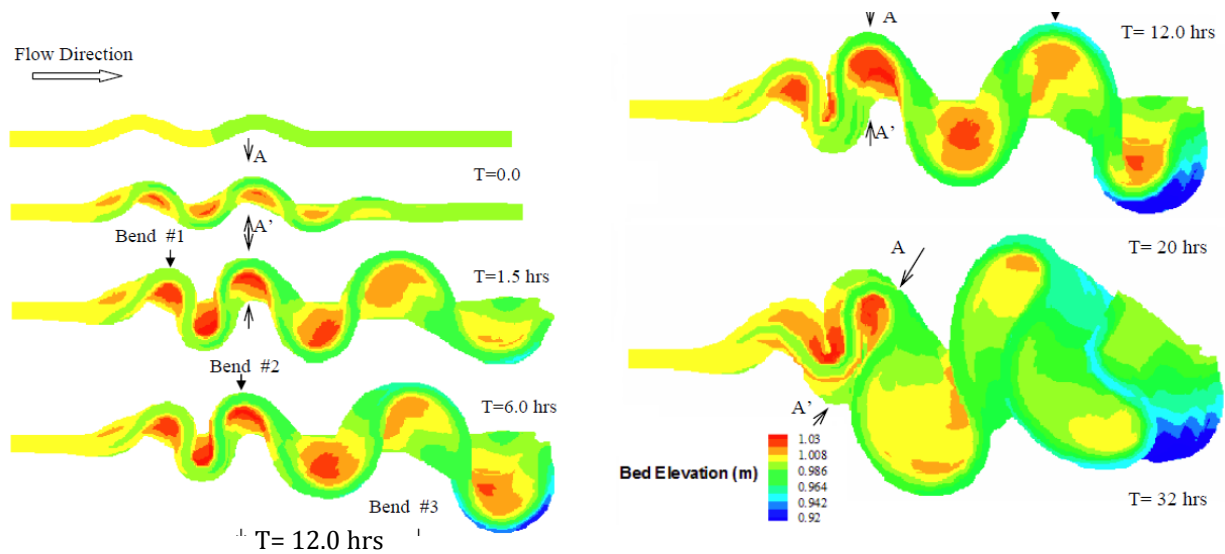 Flow Direction
A
T=0.0
A'
Bend #1
T=1.5 hrs
Bend #2
T=6.0 hrs
Bend #3
T= 12.0 hrs
A
T= 12.0 hrs
A'
T= 20 hrs
A
A'
Bed Elevation (m)
1.03
1.008
0.986
0.964
0.942
0.92
T= 32 hrs